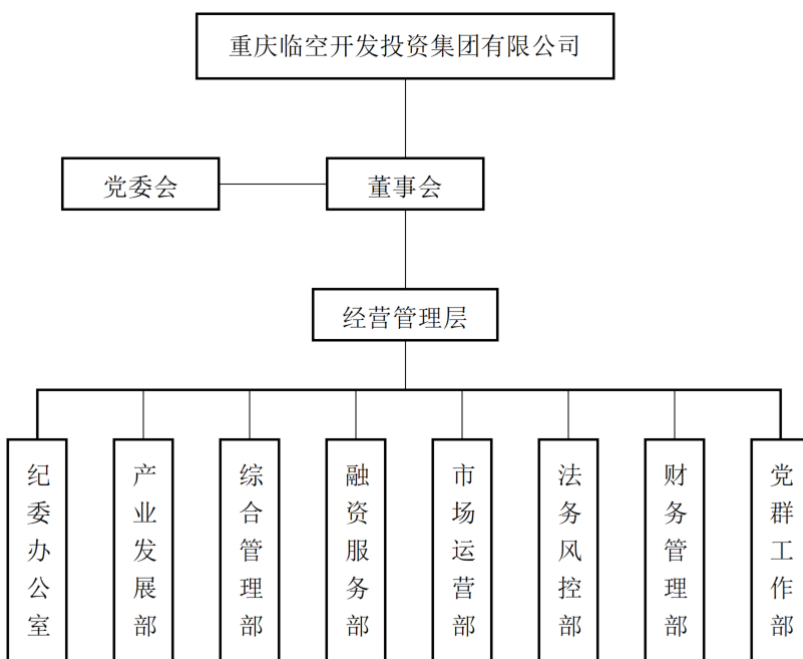 重庆临空开发投资集团有限公司
党委会
董事会
经营管理层
纪委办公室
产业发展部
综合管理部
融资服务部
市场运营部
法务风控部
财务管理部
党群工作部